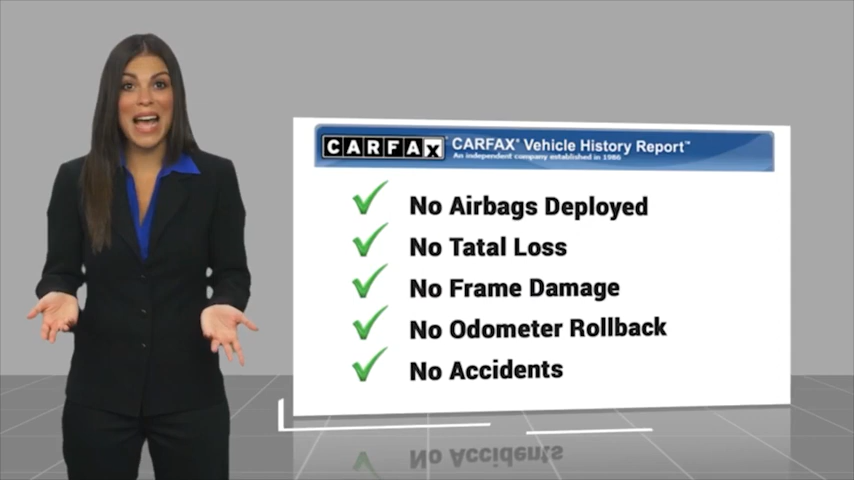 CARFAX CARFAX® Vehicle History Report™
An independent company established in 1986
No Airbags Deployed
No Tatal Loss
No Frame Damage
No Odometer Rollback
No Accidents
No Accidents